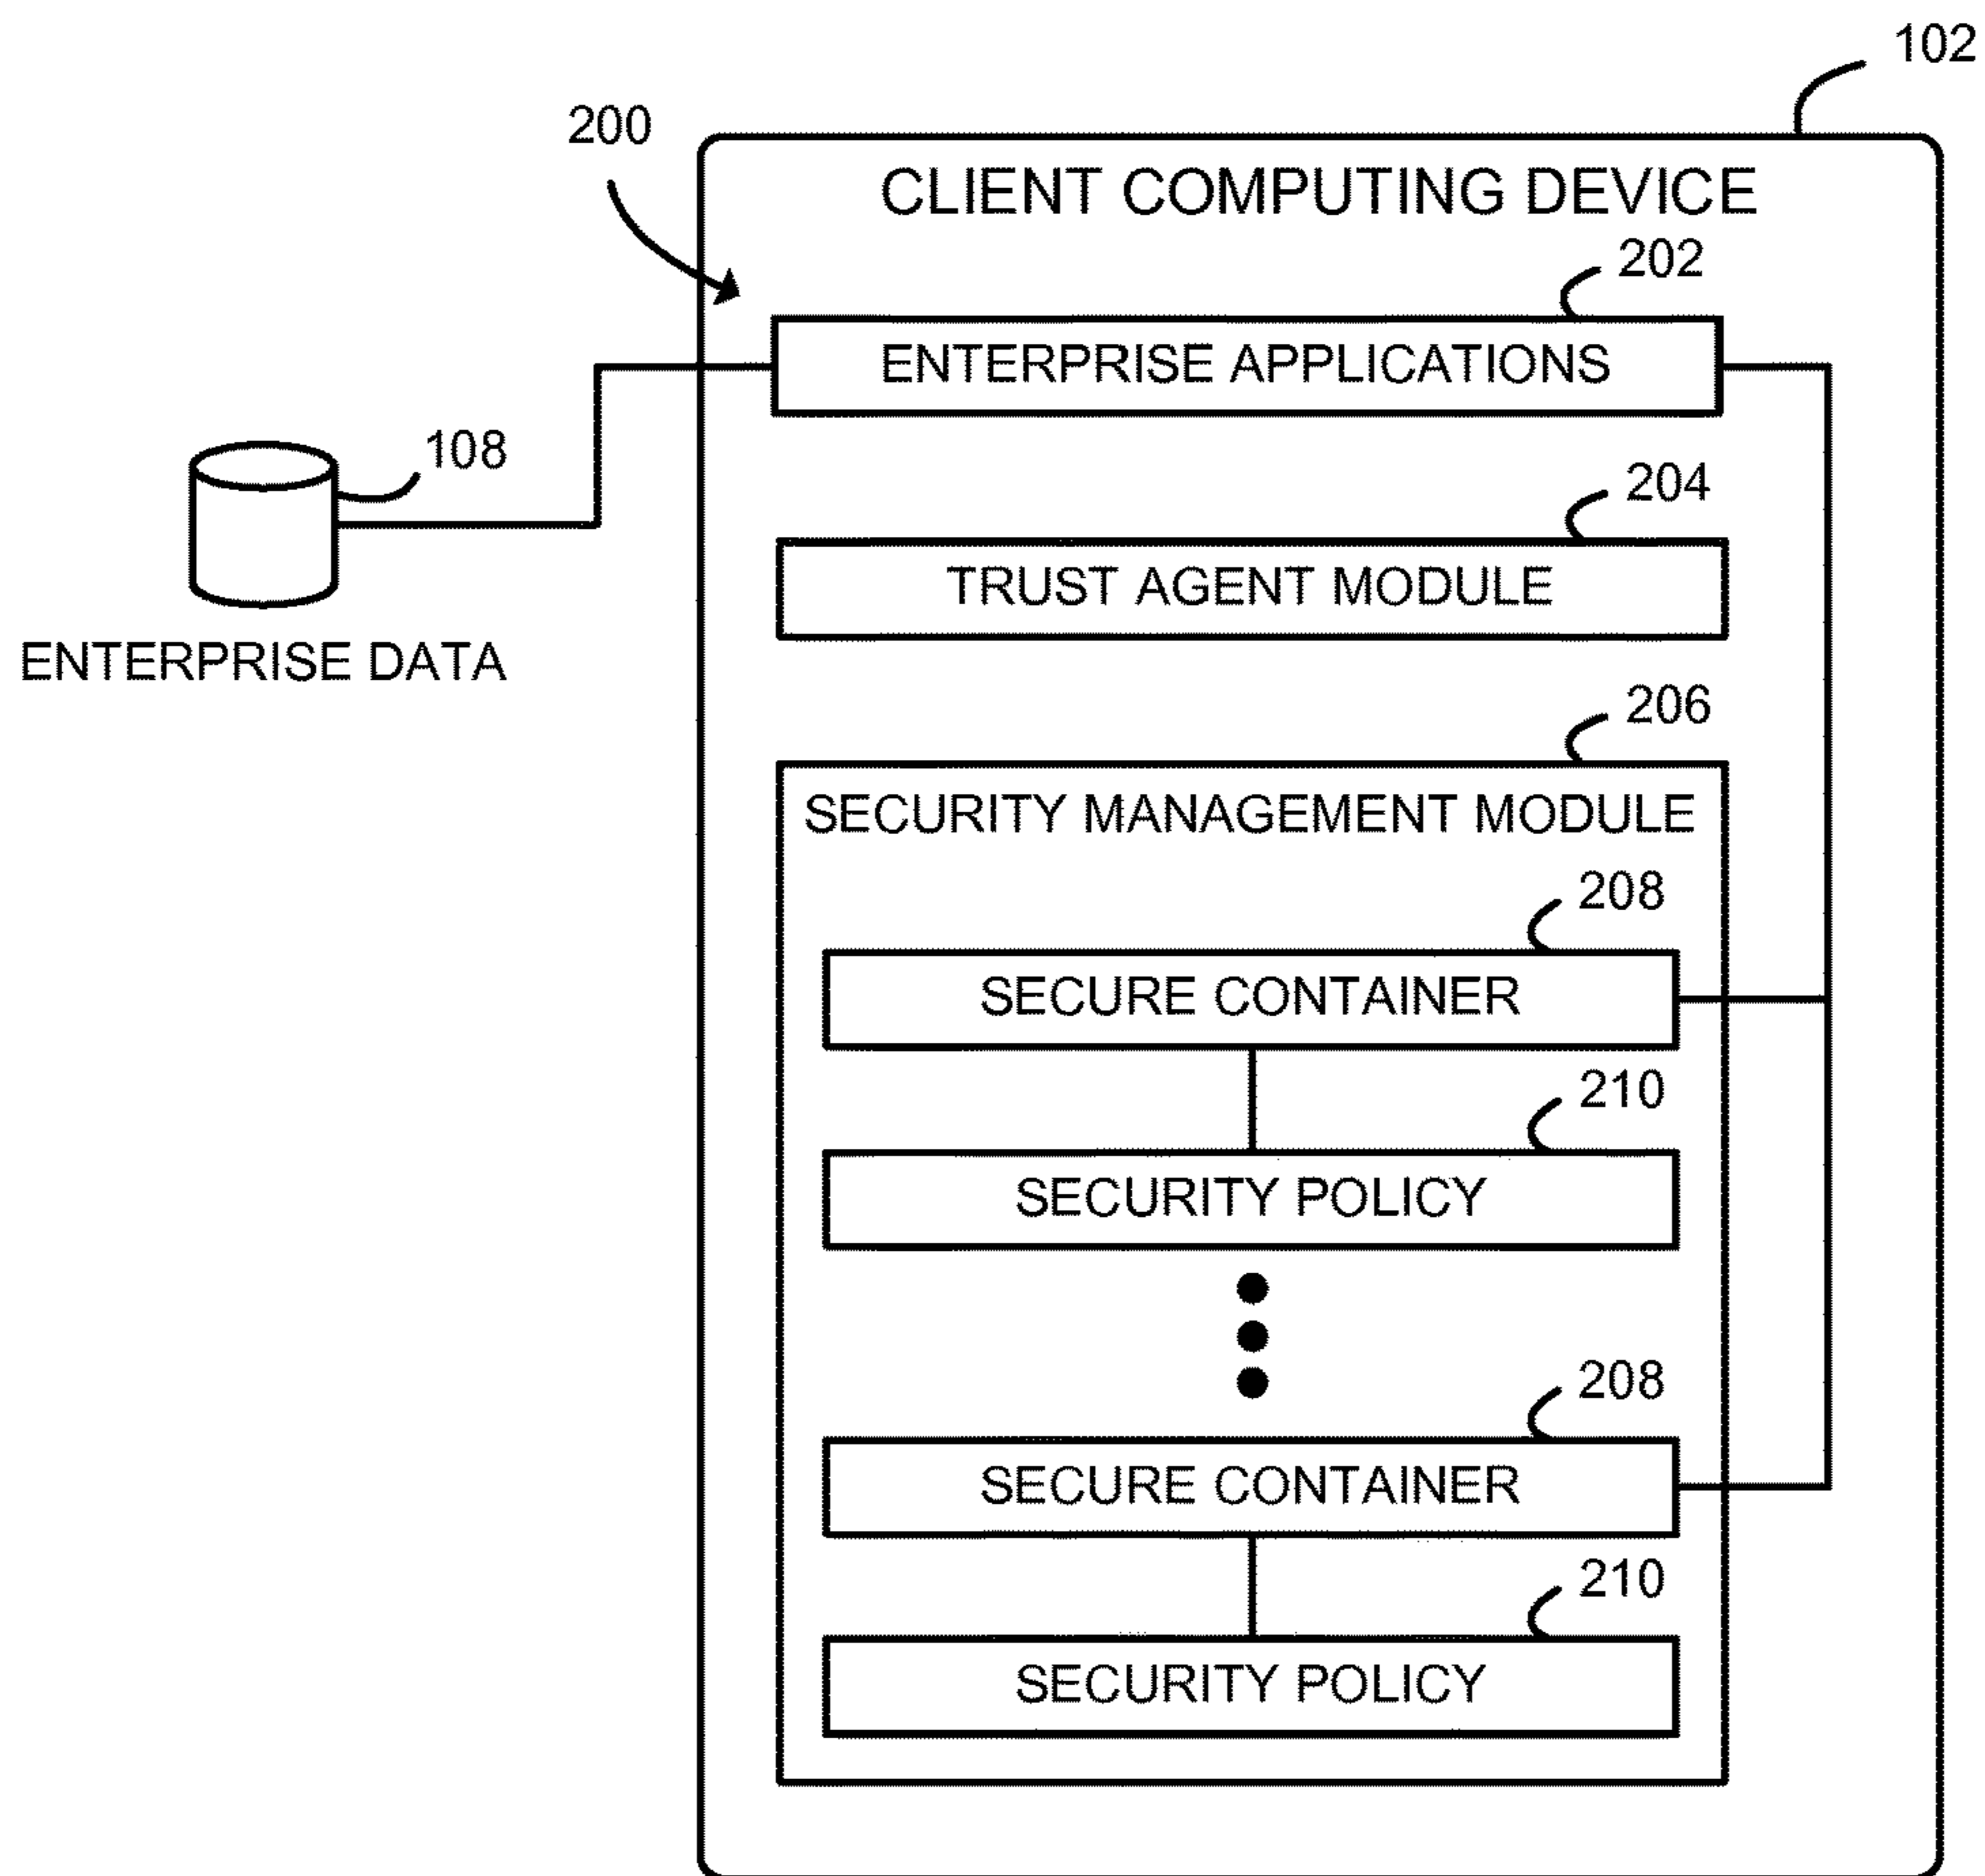 102
200
CLIENT COMPUTING DEVICE
202
ENTERPRISE APPLICATIONS
108
204
TRUST AGENT MODULE
ENTERPRISE DATA
206
SECURITY MANAGEMENT MODULE
208
SECURE CONTAINER
210
SECURITY POLICY
208
SECURE CONTAINER
210
SECURITY POLICY